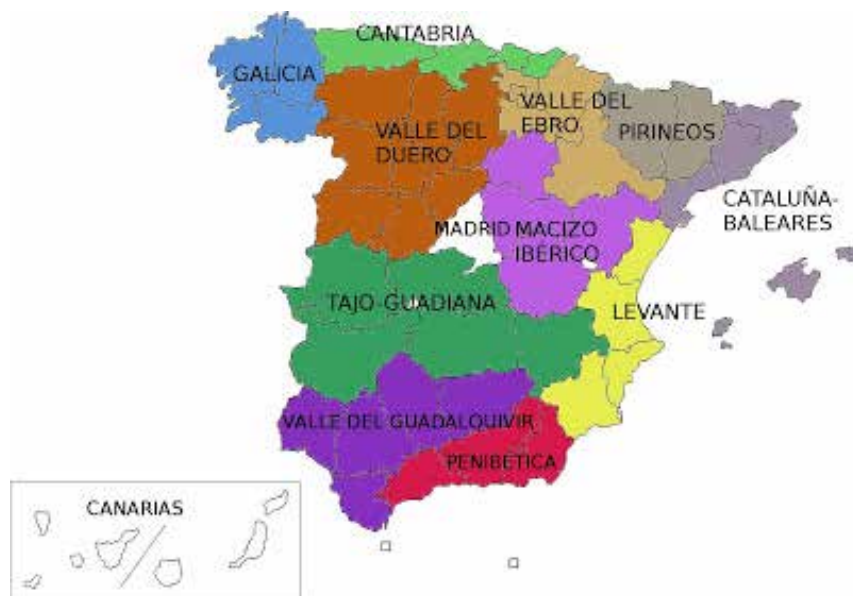 CANTABRIA
GALICIA
VALLE DEL
EBRO
PIRINEOS
VALLE DEL
DUERO
CATALUÑA-
BALEARES
MADRID
MACIZO
IBÉRICO
TAJO-GUADIANA
LEVANTE
VALLE DEL GUADALQUIVIR
PENIBÉTICA
CANARIAS